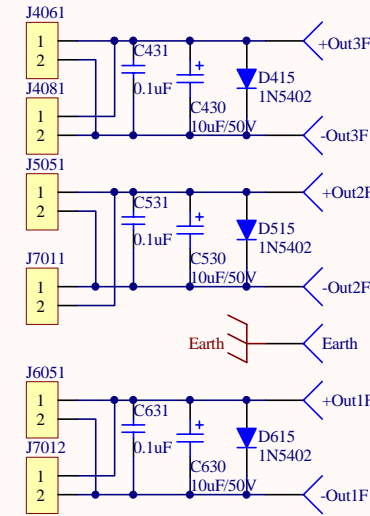 J4061
1
2
J4081
1
2
C431
0.1uF
C430
10uF/50V
D415
1N5402
+Out3F
-Out3F
J5051
1
2
J7011
1
2
C531
0.1uF
C530
10uF/50V
D515
1N5402
+Out2F
-Out2F
Earth
Earth
J6051
1
2
J7012
1
2
C631
0.1uF
C630
10uF/50V
D615
1N5402
+Out1F
-Out1F